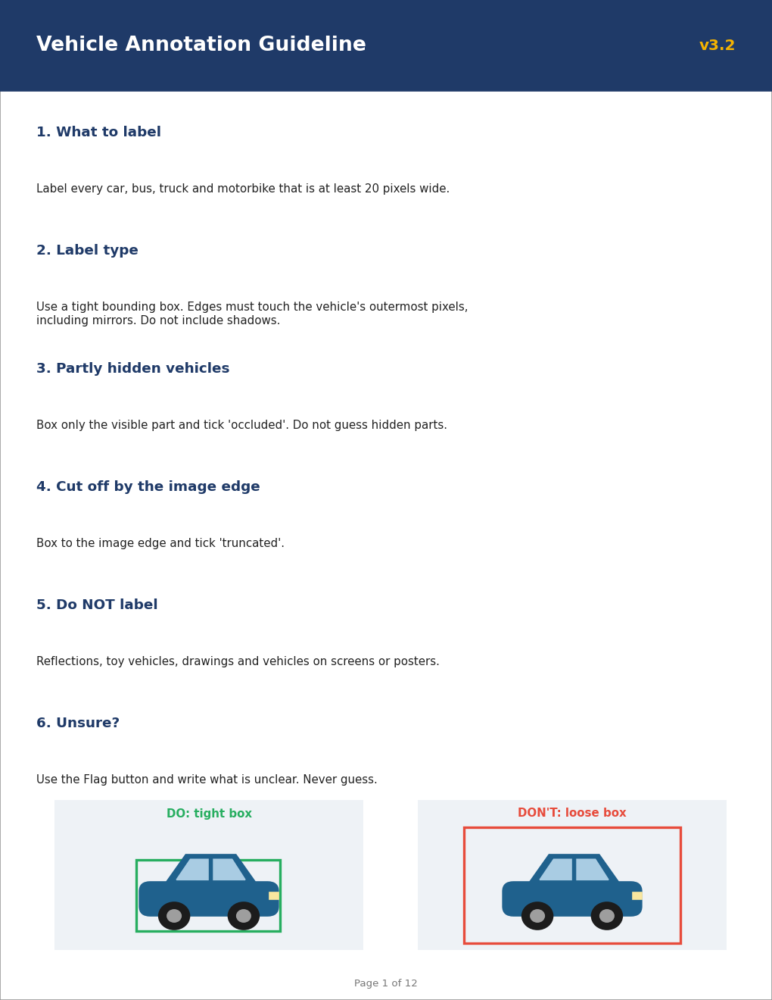 Vehicle Annotation Guideline
v3.2
1. What to label
Label every car, bus, truck and motorbike that is at least 20 pixels wide.
2. Label type
Use a tight bounding box. Edges must touch the vehicle's outermost pixels,
including mirrors. Do not include shadows.
3. Partly hidden vehicles
Box only the visible part and tick 'occluded'. Do not guess hidden parts.
4. Cut off by the image edge
Box to the image edge and tick 'truncated'.
5. Do NOT label
Reflections, toy vehicles, drawings and vehicles on screens or posters.
6. Unsure?
Use the Flag button and write what is unclear. Never guess.
DO: tight box
DON'T: loose box
Page 1 of 12